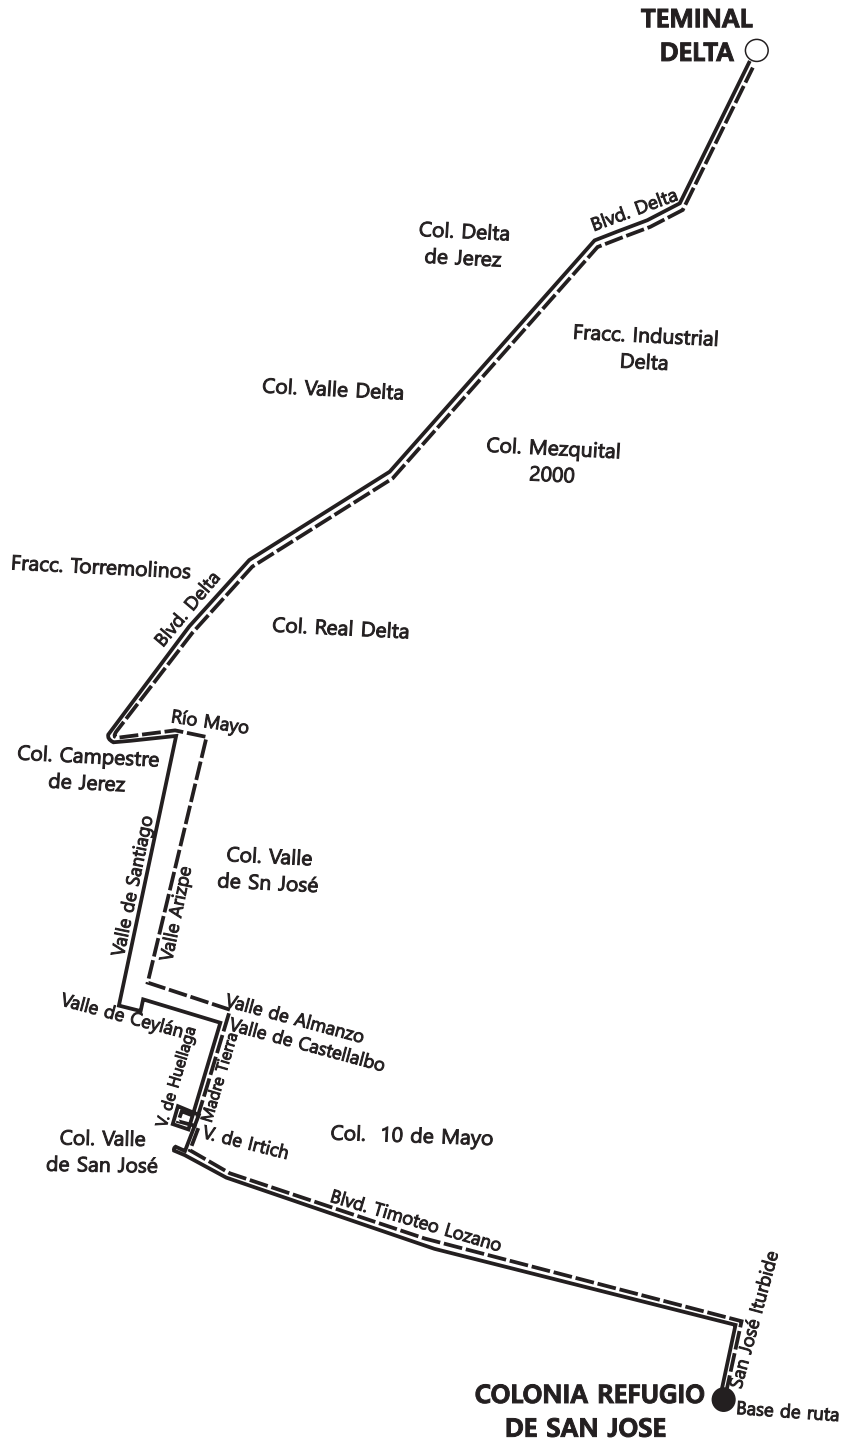 TEMINAL
DELTA
Blvd. Delta
Col. Delta
de Jerez
Fracc. Industrial
Delta
Col. Valle Delta
Col. Mezquital
2000
Fracc. Torremolinos
Blvd. Delta
Col. Real Delta
Río Mayo
Col. Campestre
de Jerez
Valle de Santiago
Valle Arizpe
Col. Valle
de Sn José
Valle de Ceylán
Valle de Almanzo
Valle de Castellalbo
V. de Huellaga
Madre Tierra
V. de Irtich
Col. Valle
de San José
Col. 10 de Mayo
Blvd. Timoteo Lozano
San José Iturbide
COLONIA REFUGIO
DE SAN JOSE
Base de ruta